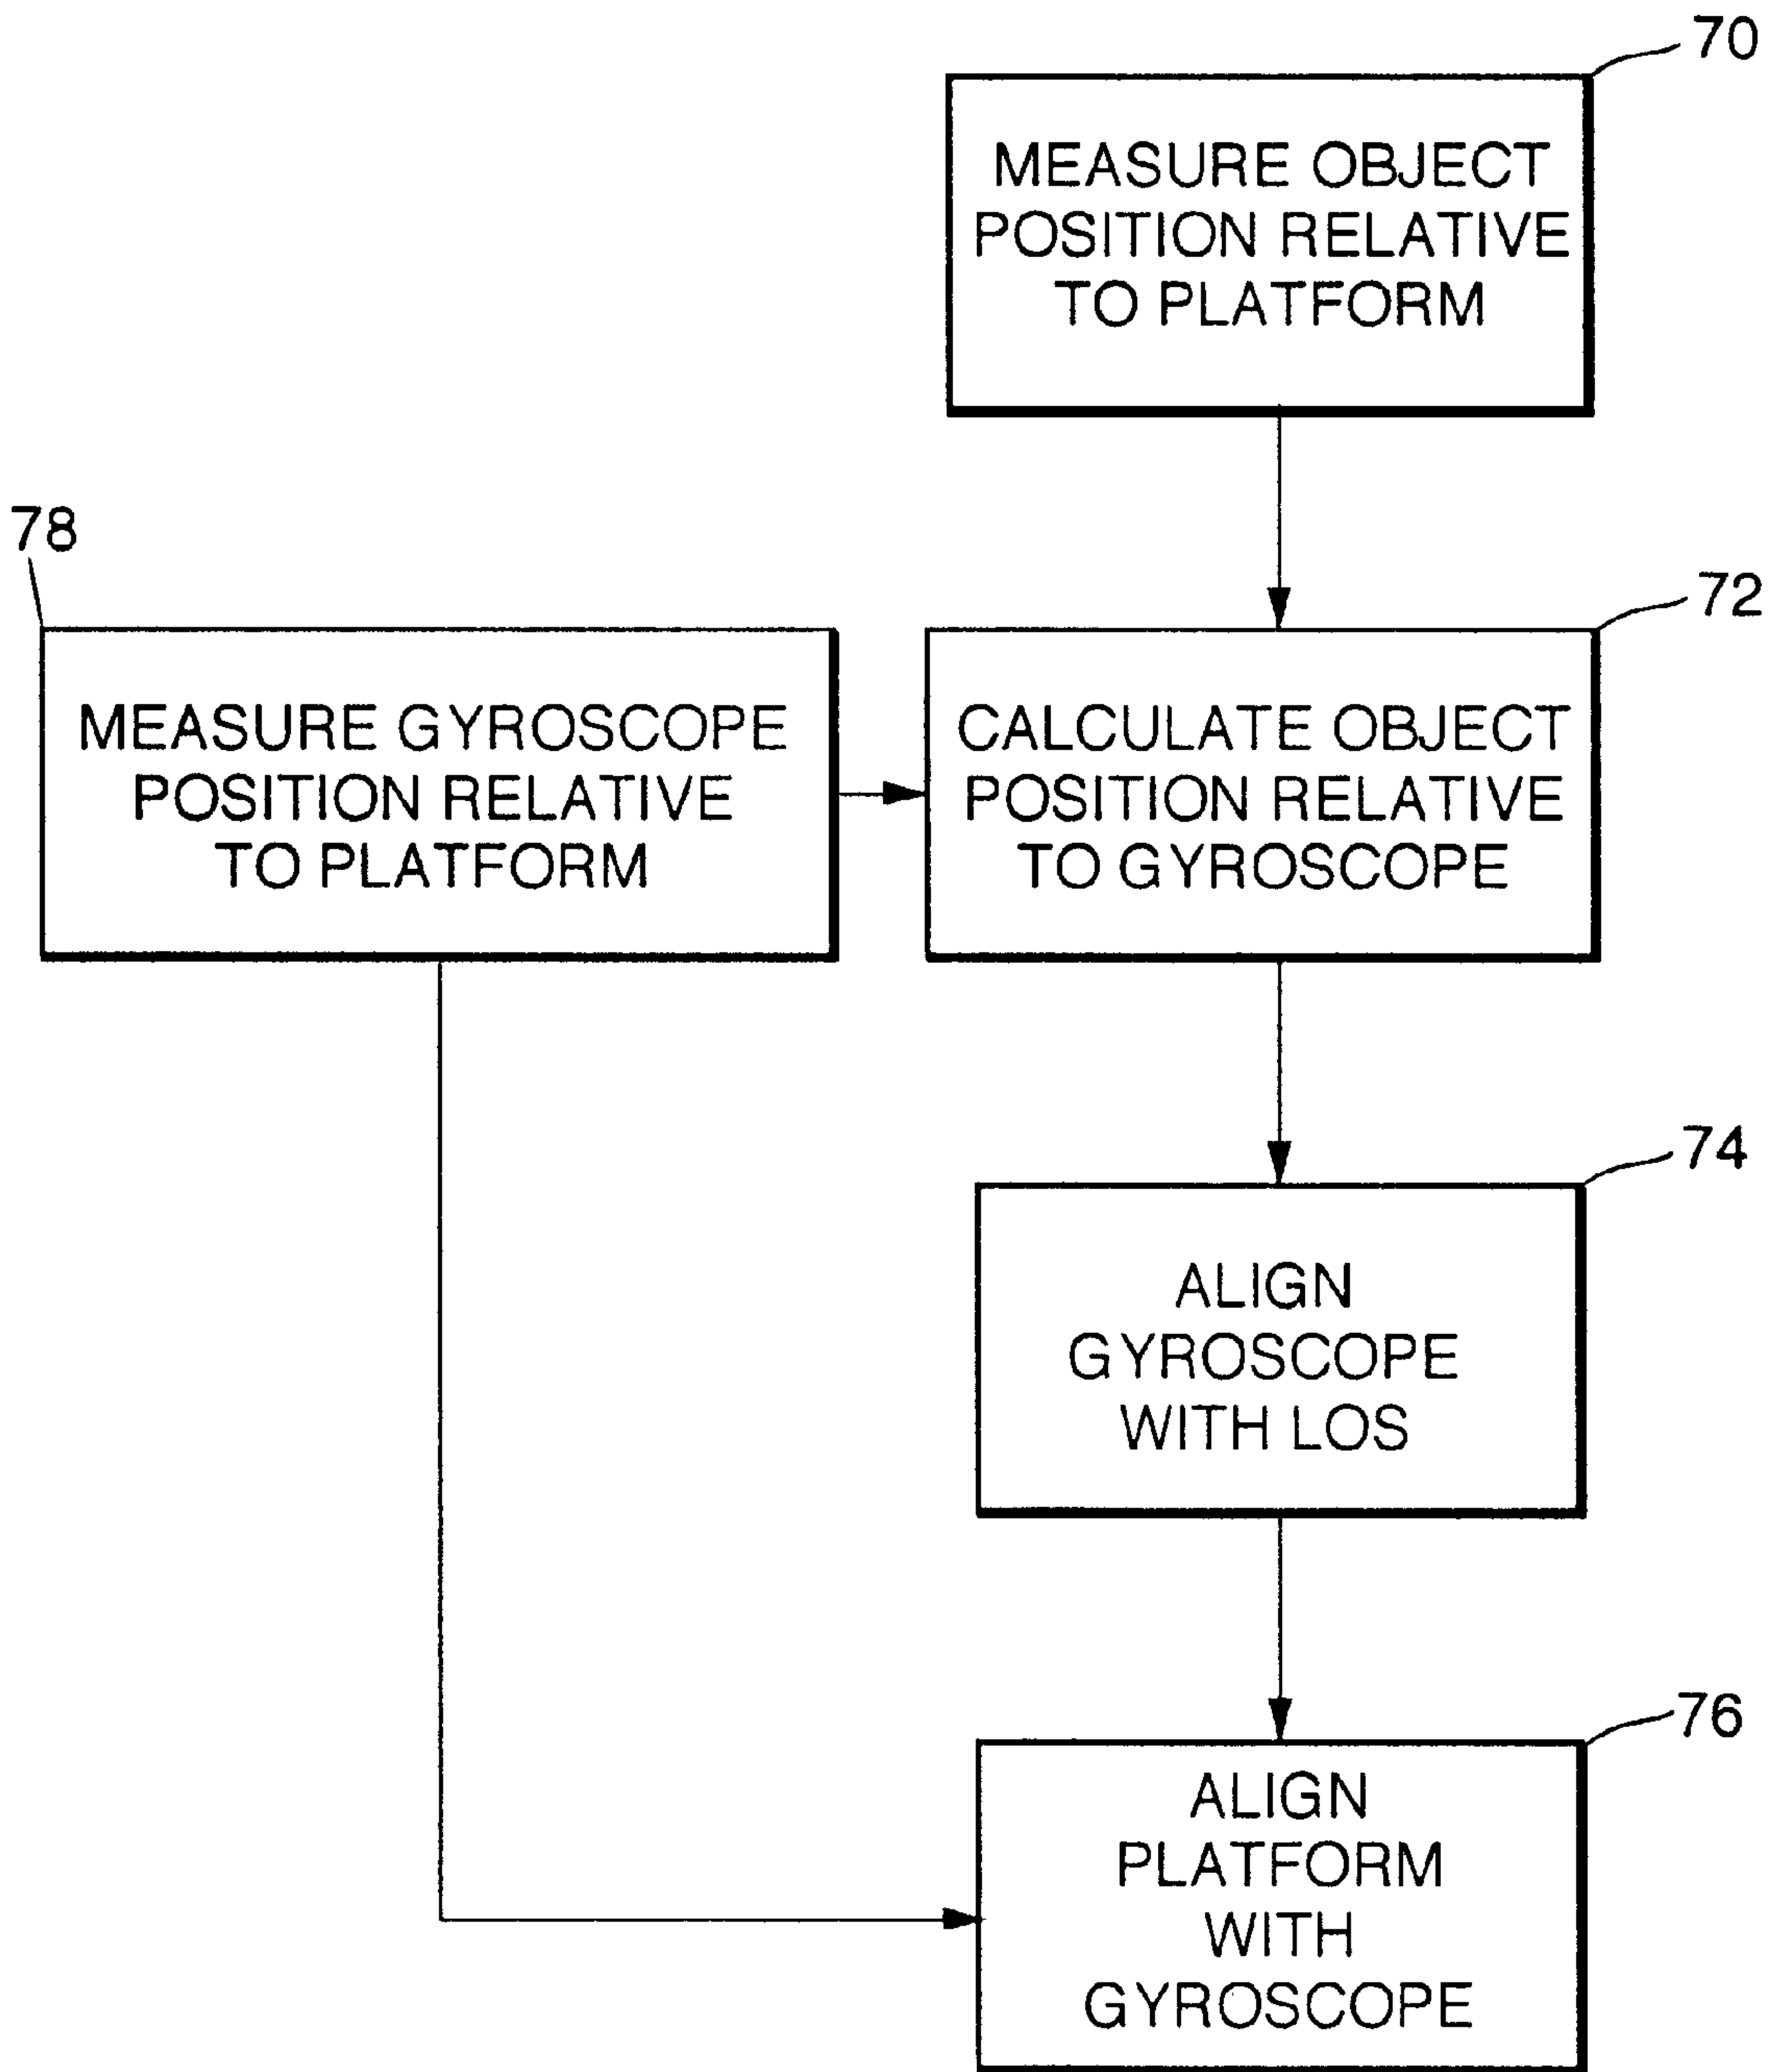 70
MEASURE OBJECT
POSITION RELATIVE
TO PLATFORM
78
MEASURE GYROSCOPE
POSITION RELATIVE
TO PLATFORM
72
CALCULATE OBJECT
POSITION RELATIVE
TO GYROSCOPE
74
ALIGN
GYROSCOPE
WITH LOS
76
ALIGN
PLATFORM
WITH
GYROSCOPE